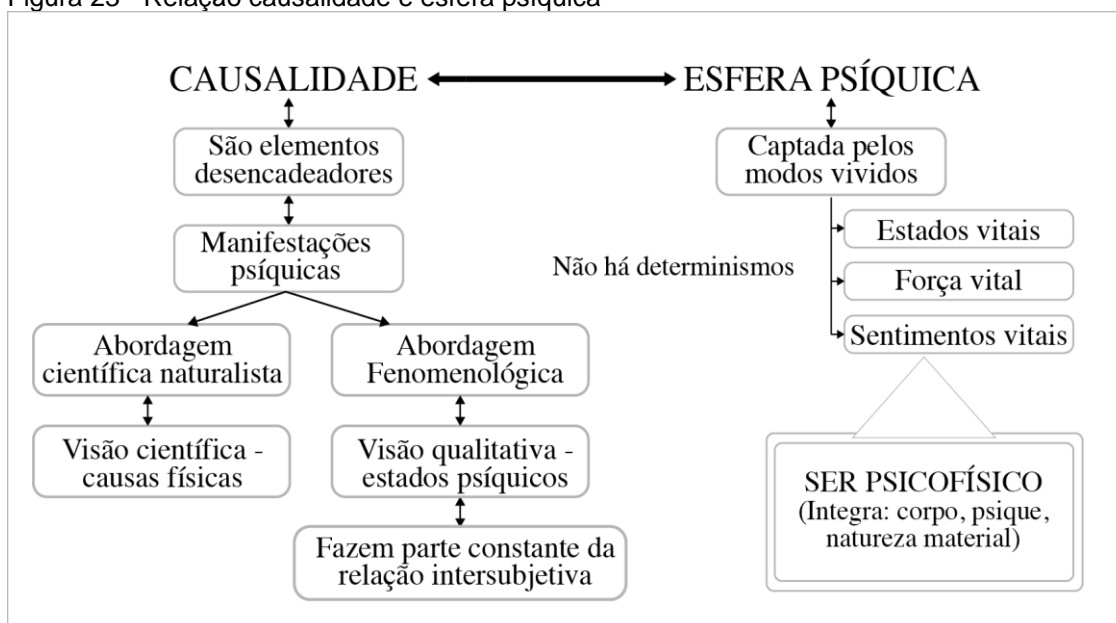 Figura 25 - Relação causalidade e esfera psíquica
CAUSALIDADE
ESFERA PSÍQUICA
São elementos
desencadeadores
Captada pelos
modos vividos
Manifestações
psíquicas
Não há determinismos
Estados vitais
Força vital
Sentimentos vitais
Abordagem
científica naturalista
Abordagem
Fenomenológica
Visão científica -
causas físicas
Visão qualitativa -
estados psíquicos
Fazem parte constante da
relação intersubjetiva
SER PSICOFÍSICO
(Integra: corpo, psique,
natureza material)